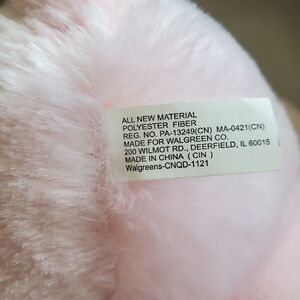 ALL NEW MATERIAL
POLYESTER FIBER
REG. NO. PA-13249(CN) MA-0421(CN)
MADE FOR WALGREEN CO.
200 WILMOT RD., DEERFIELD, IL 60015
MADE IN CHINA ( CIN )
Walgreens-CNQD-1121